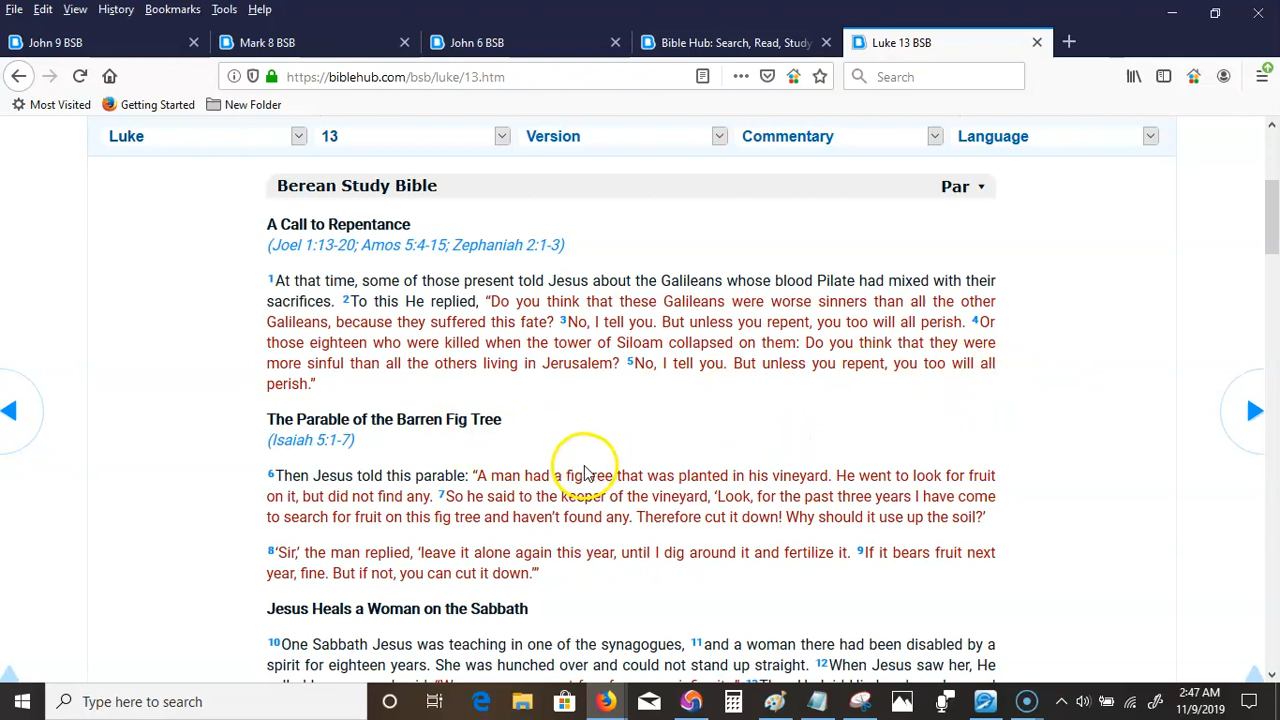 File Edit View History Bookmarks Tools Help
John 9 BSB Mark 8 BSB John 6 BSB Bible Hub: Search, Read, Study Luke 13 BSB
https://biblehub.com/bsb/luke/13.htm Search
Most Visited Getting Started New Folder
Luke 13 Version Commentary Language
Berean Study Bible Par
A Call to Repentance
(Joel 1:13-20; Amos 5:4-15; Zephaniah 2:1-3)
1At that time, some of those present told Jesus about the Galileans whose blood Pilate had mixed with their
sacrifices. 2To this He replied, “Do you think that these Galileans were worse sinners than all the other
Galileans, because they suffered this fate? 3No, I tell you. But unless you repent, you too will all perish. 4Or
those eighteen who were killed when the tower of Siloam collapsed on them: Do you think that they were
more sinful than all the others living in Jerusalem? 5No, I tell you. But unless you repent, you too will all
perish.”
The Parable of the Barren Fig Tree
(Isaiah 5:1-7)
6Then Jesus told this parable: “A man had a fig tree that was planted in his vineyard. He went to look for fruit
on it, but did not find any. 7So he said to the keeper of the vineyard, ‘Look, for the past three years I have come
to search for fruit on this fig tree and haven’t found any. Therefore cut it down! Why should it use up the soil?’
8‘Sir,’ the man replied, ‘leave it alone again this year, until I dig around it and fertilize it. 9If it bears fruit next
year, fine. But if not, you can cut it down.’”
Jesus Heals a Woman on the Sabbath
10One Sabbath Jesus was teaching in one of the synagogues, 11and a woman there had been disabled by a
spirit for eighteen years. She was hunched over and could not stand up straight. 12When Jesus saw her, He
Type here to search
2:47 AM
11/9/2019